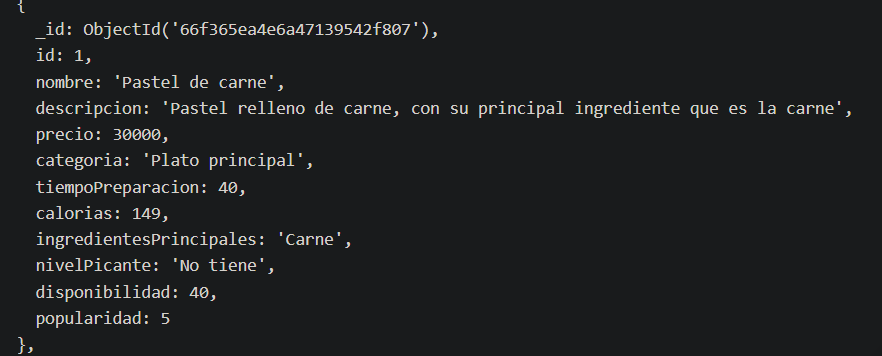 {
_id: ObjectId('66f365ea4e6a47139542f807'),
id: 1,
nombre: 'Pastel de carne',
descripcion: 'Pastel relleno de carne, con su principal ingrediente que es la carne',
precio: 30000,
categoria: 'Plato principal',
tiempoPreparacion: 40,
calorias: 149,
ingredientesPrincipales: 'Carne',
nivelPicante: 'No tiene',
disponibilidad: 40,
popularidad: 5
},